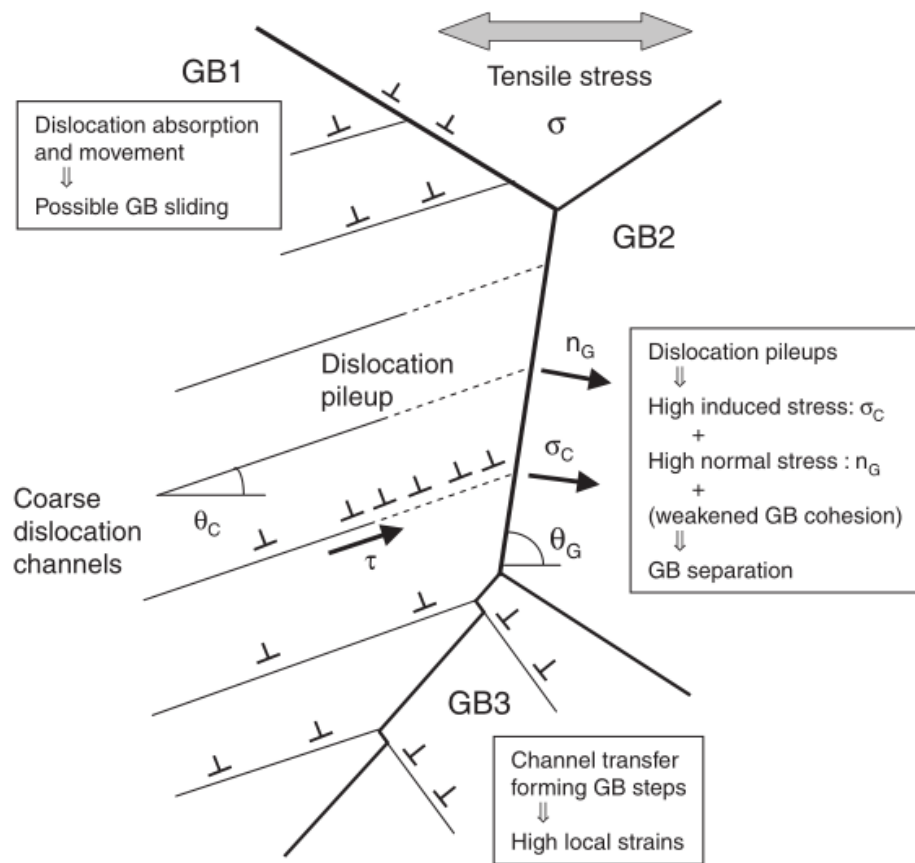 GB1
Tensile stress
σ
Dislocation absorption
and movement
⇓
Possible GB sliding
GB2
Dislocation
pileup
n_G
σ_C
Dislocation pileups
⇓
High induced stress: σ_C
+
High normal stress : n_G
+
(weakened GB cohesion)
⇓
GB separation
Coarse
dislocation
channels
θ_C
τ
θ_G
GB3
Channel transfer
forming GB steps
⇓
High local strains